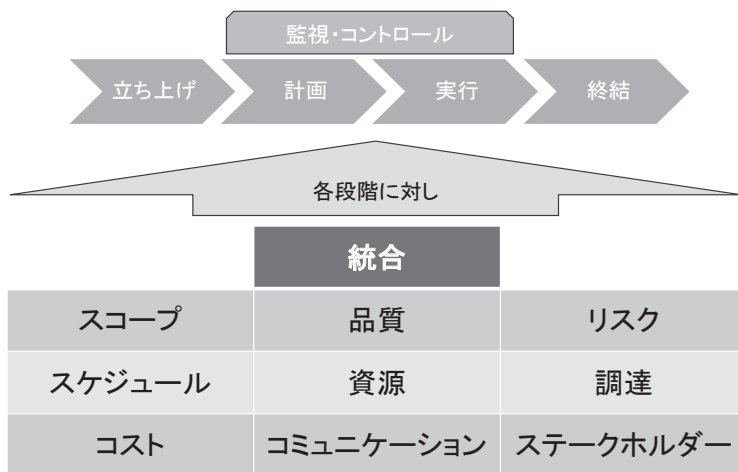 監視・コントロール
立ち上げ 計画 実行 終結
各段階に対し
統合
スコープ 品質 リスク
スケジュール 資源 調達
コスト コミュニケーション ステークホルダー